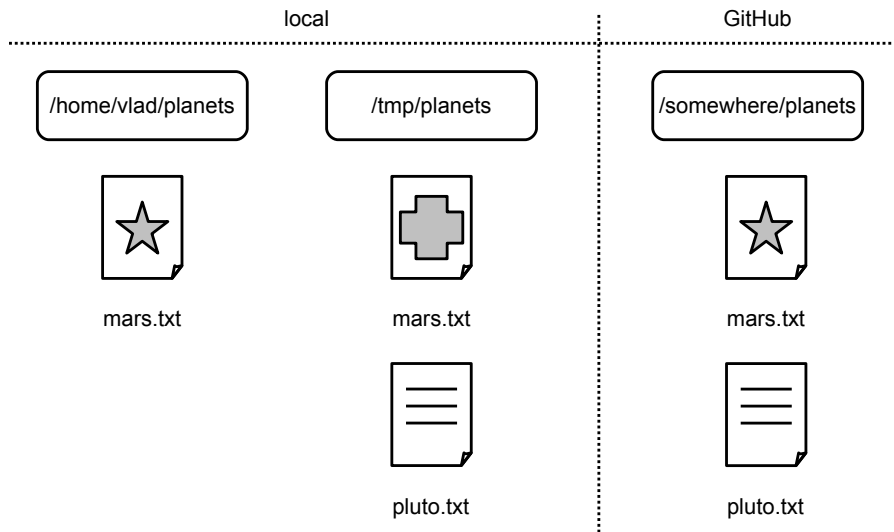 local
GitHub
/home/vlad/planets
/tmp/planets
/somewhere/planets
mars.txt
mars.txt
mars.txt
pluto.txt
pluto.txt